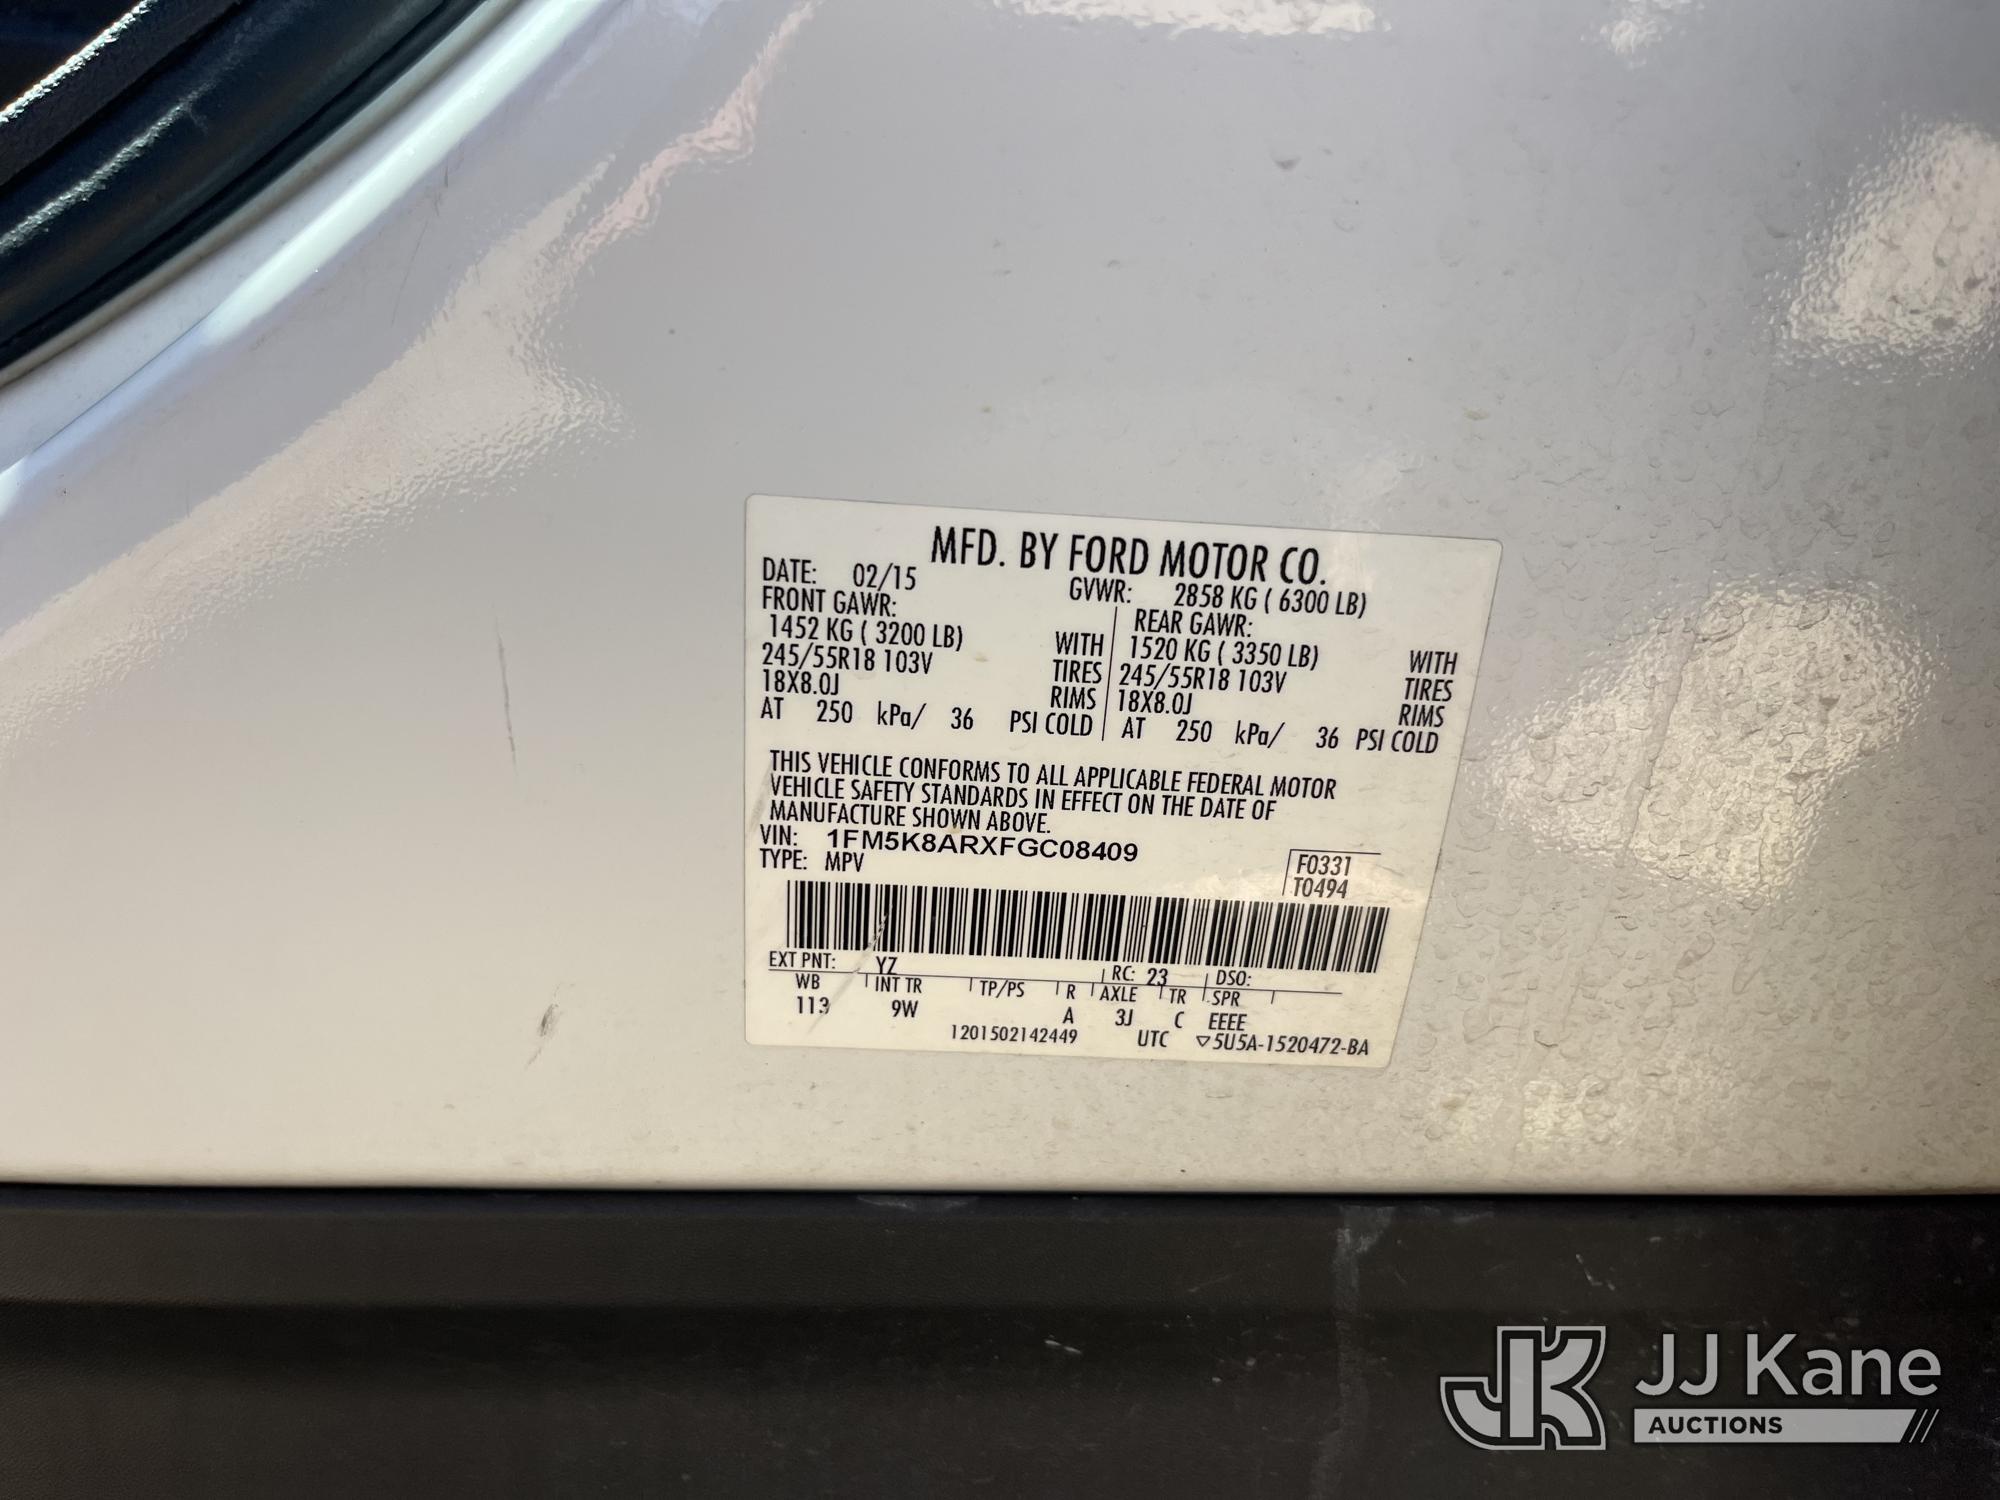 MFD. BY FORD MOTOR CO.
DATE: 02/15 GVWR: 2858 KG ( 6300 LB)
FRONT GAWR: REAR GAWR:
1452 KG ( 3200 LB) WITH 1520 KG ( 3350 LB) WITH
245/55R18 103V TIRES 245/55R18 103V TIRES
18X8.0J RIMS 18X8.0J RIMS
AT 250 kPa/ 36 PSI COLD AT 250 kPa/ 36 PSI COLD
THIS VEHICLE CONFORMS TO ALL APPLICABLE FEDERAL MOTOR
VEHICLE SAFETY STANDARDS IN EFFECT ON THE DATE OF
MANUFACTURE SHOWN ABOVE.
VIN: 1FM5K8ARXFGC08409
TYPE: MPV
F0331
T0494
EXT PNT: YZ RC: 23 DSO:
WB INT TR TP/PS R AXLE TR SPR
113 9W A 3J C EEEE
1201502142449 UTC ▽5U5A-1520472-BA
JK JJ Kane
AUCTIONS